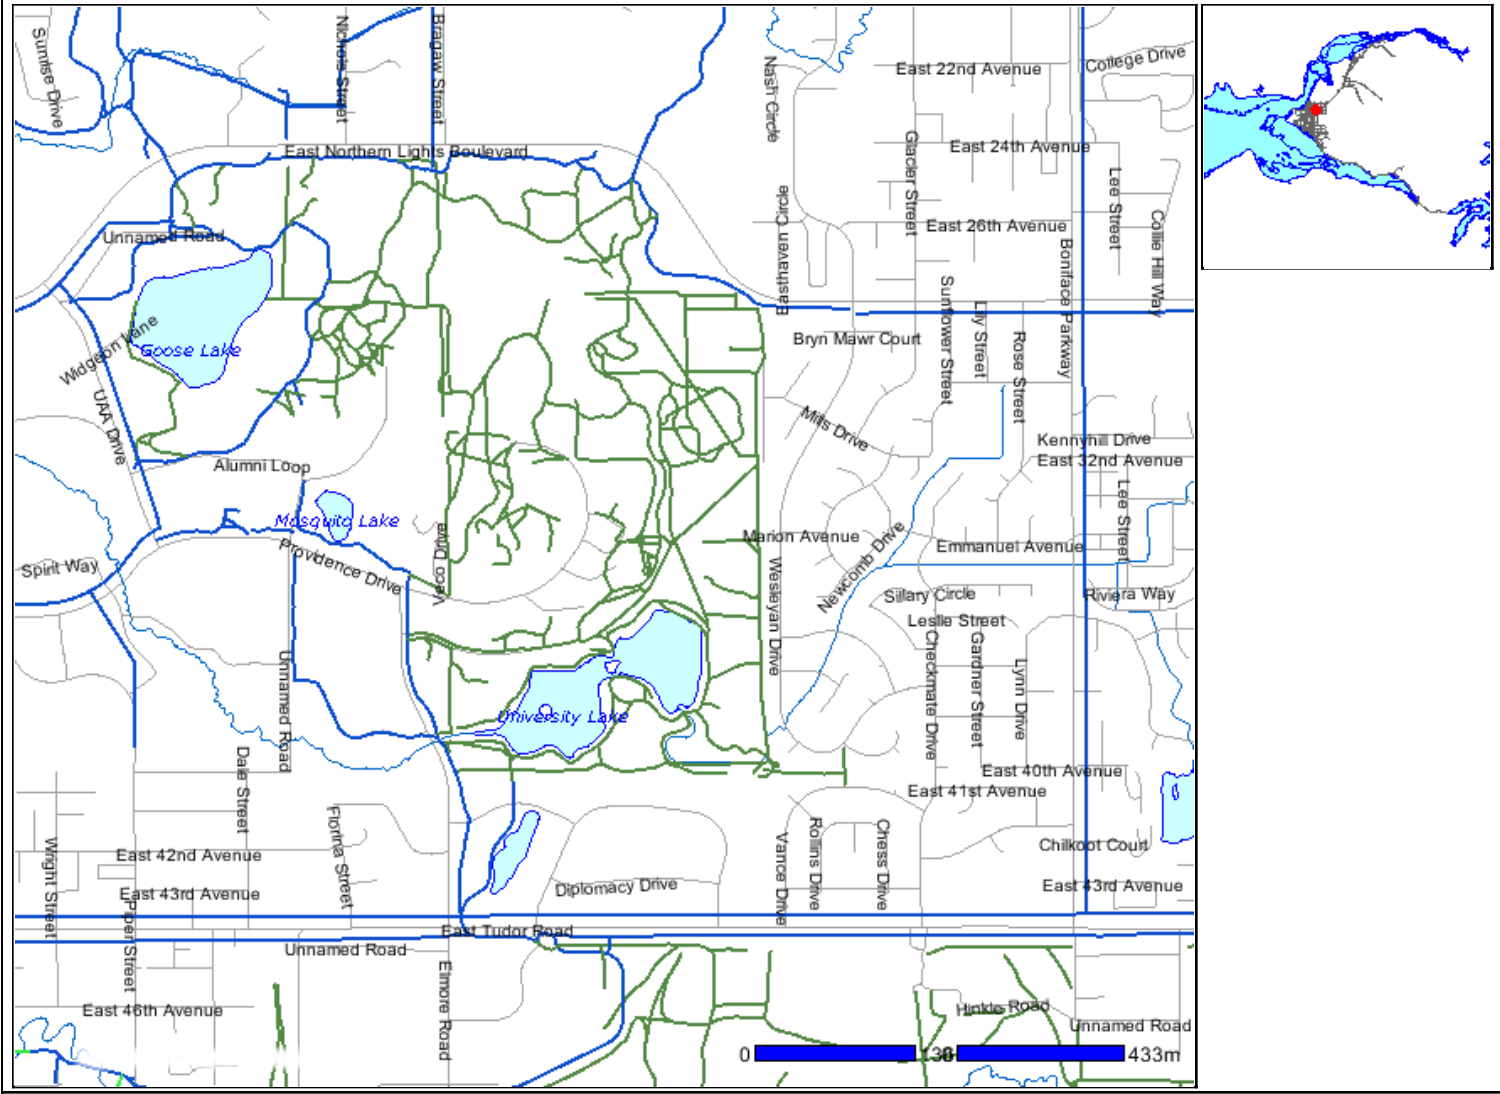 Sunrise Drive
Nichols Street
Bragaw Street
Nash Circle
East 22nd Avenue
College Drive
East Northern Lights Boulevard
Glacier Street
East 24th Avenue
Lee Street
Collie Hill Way
Easthaven Circle
East 26th Avenue
Unnamed Road
Boniface Parkway
Sunflower Street
Lily Street
Rose Street
Widgeon Lane
Goose Lake
Bryn Mawr Court
UAA Drive
Mills Drive
Kennyhill Drive
East 32nd Avenue
Alumni Loop
Lee Street
Mosquito Lake
Marion Avenue
Newcomb Drive
Emmanuel Avenue
Spirit Way
Providence Drive
Veco Drive
Wesleyan Drive
Sillary Circle
Riviera Way
Leslie Street
Checkmate Drive
Gardner Street
Lynn Drive
Unnamed Road
University Lake
Dale Street
East 40th Avenue
East 41st Avenue
Florina Street
Wright Street
East 42nd Avenue
Vance Drive
Rollins Drive
Chess Drive
Chilkoot Court
Diplomacy Drive
East 43rd Avenue
East 43rd Avenue
Piper Street
East Tudor Road
Unnamed Road
Elmore Road
East 46th Avenue
Hinkle Road
Unnamed Road
0
433m